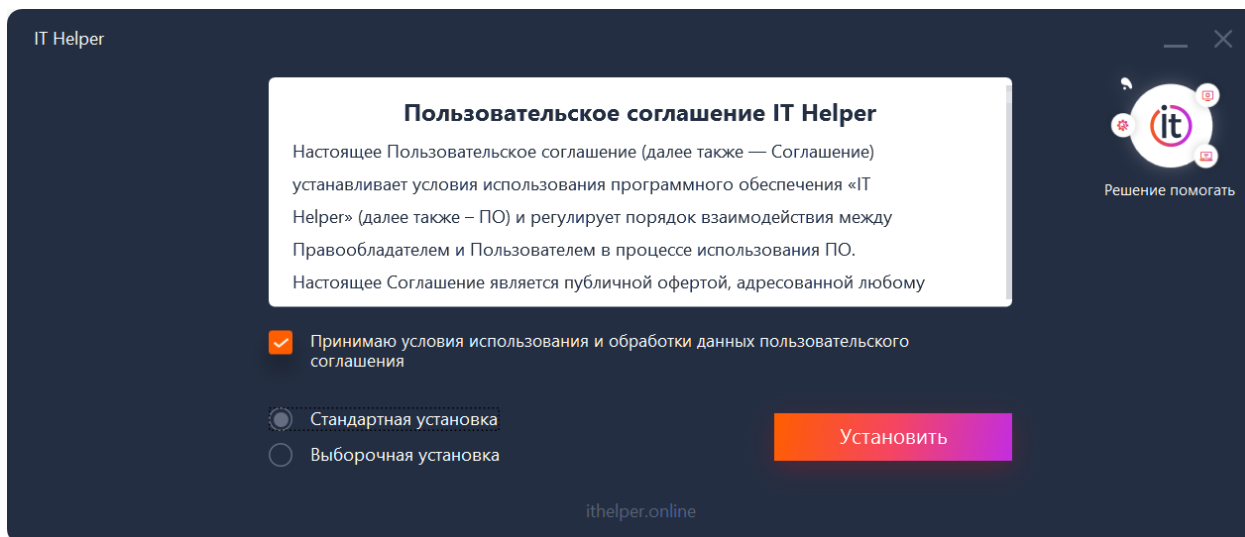 IT Helper
Пользовательское соглашение IT Helper
Настоящее Пользовательское соглашение (далее также — Соглашение)
устанавливает условия использования программного обеспечения «IT
Helper» (далее также – ПО) и регулирует порядок взаимодействия между
Правообладателем и Пользователем в процессе использования ПО.
Настоящее Соглашение является публичной офертой, адресованной любому
it
Решение помогать
Принимаю условия использования и обработки данных пользовательского
соглашения
Стандартная установка
Выборочная установка
Установить
ithelper.online